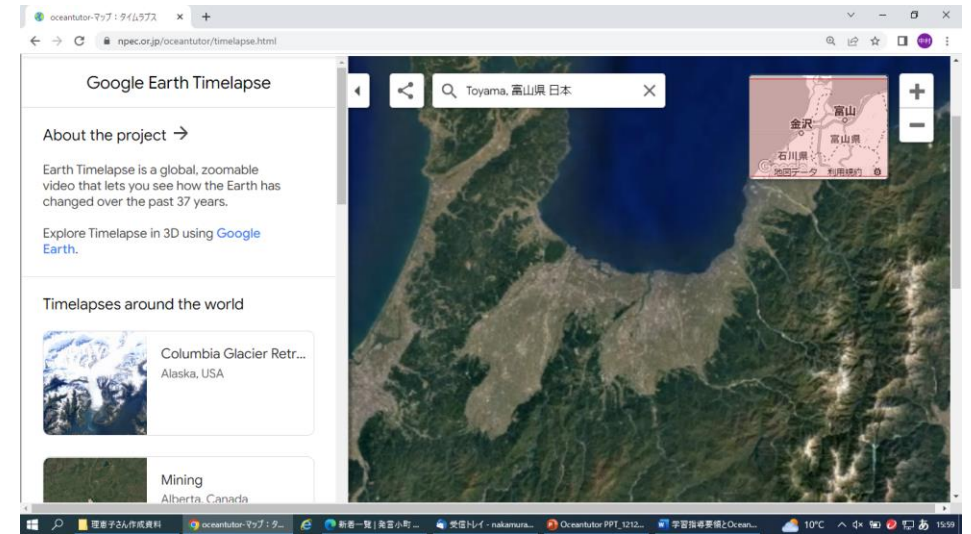 oceantutor-マップ：タイムラプス
npec.or.jp/oceantutor/timelapse.html
中村
Google Earth Timelapse
About the project →
Earth Timelapse is a global, zoomable
video that lets you see how the Earth has
changed over the past 37 years.
Explore Timelapse in 3D using Google
Earth.
Timelapses around the world
Columbia Glacier Retr...
Alaska, USA
Mining
Alberta, Canada
Toyama, 富山県 日本
富山
金沢
富山県
石川県
地図データ 利用規約
理恵子さん作成資料
oceantutor-マップ：タ...
新着一覧 | 発言小町 ...
受信トレイ - nakamura...
Oceantutor PPT_1212...
学習指導要領とOcean...
10°C
あ
15:59